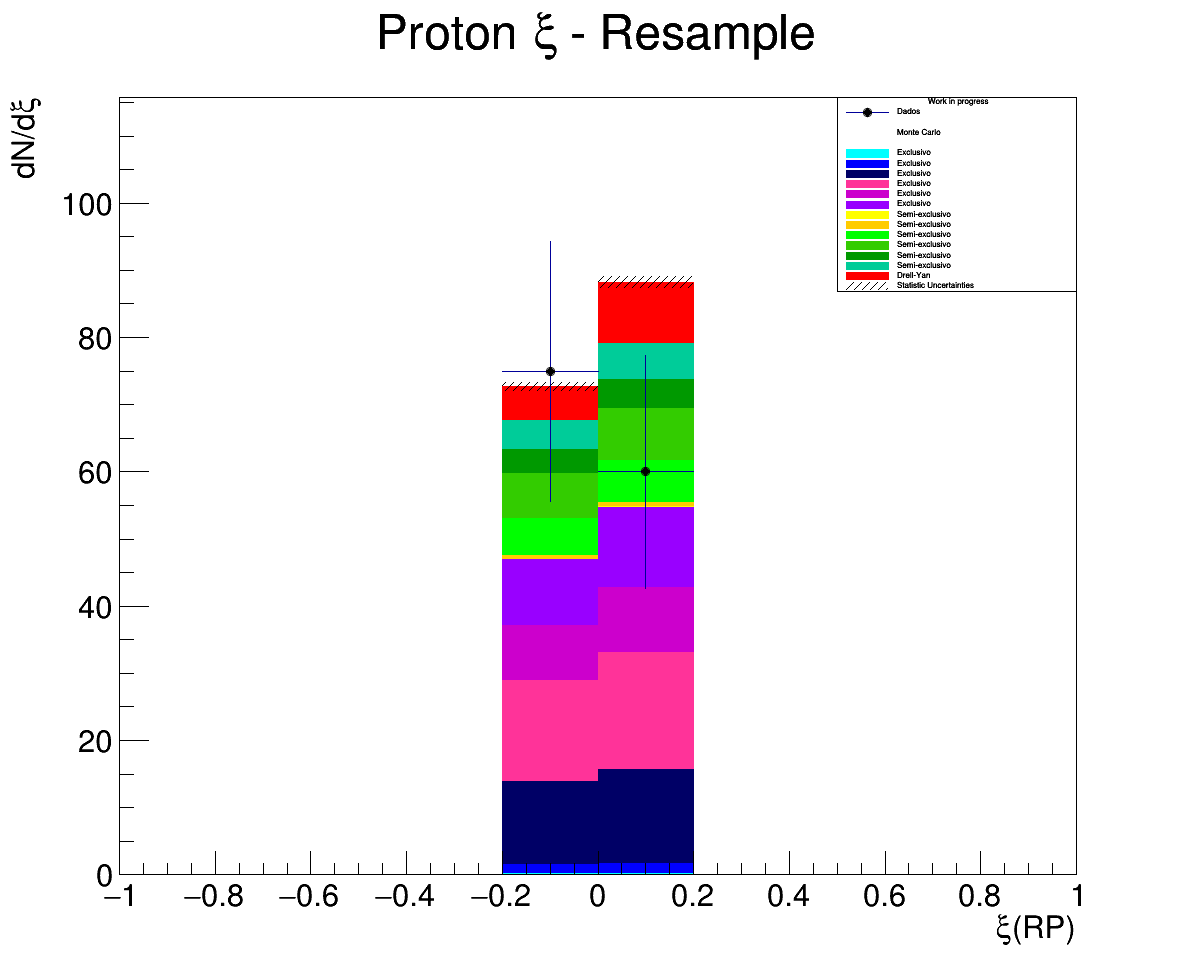 Proton ξ - Resample
dN/dξ
Work in progress
Dados
Monte Carlo
Exclusivo
Exclusivo
Exclusivo
Exclusivo
Exclusivo
Exclusivo
Semi-exclusivo
Semi-exclusivo
Semi-exclusivo
Semi-exclusivo
Semi-exclusivo
Semi-exclusivo
Drell-Yan
Statistic Uncertainties
100
80
60
40
20
0
−1 −0.8 −0.6 −0.4 −0.2 0 0.2 0.4 0.6 0.8 1
ξ(RP)